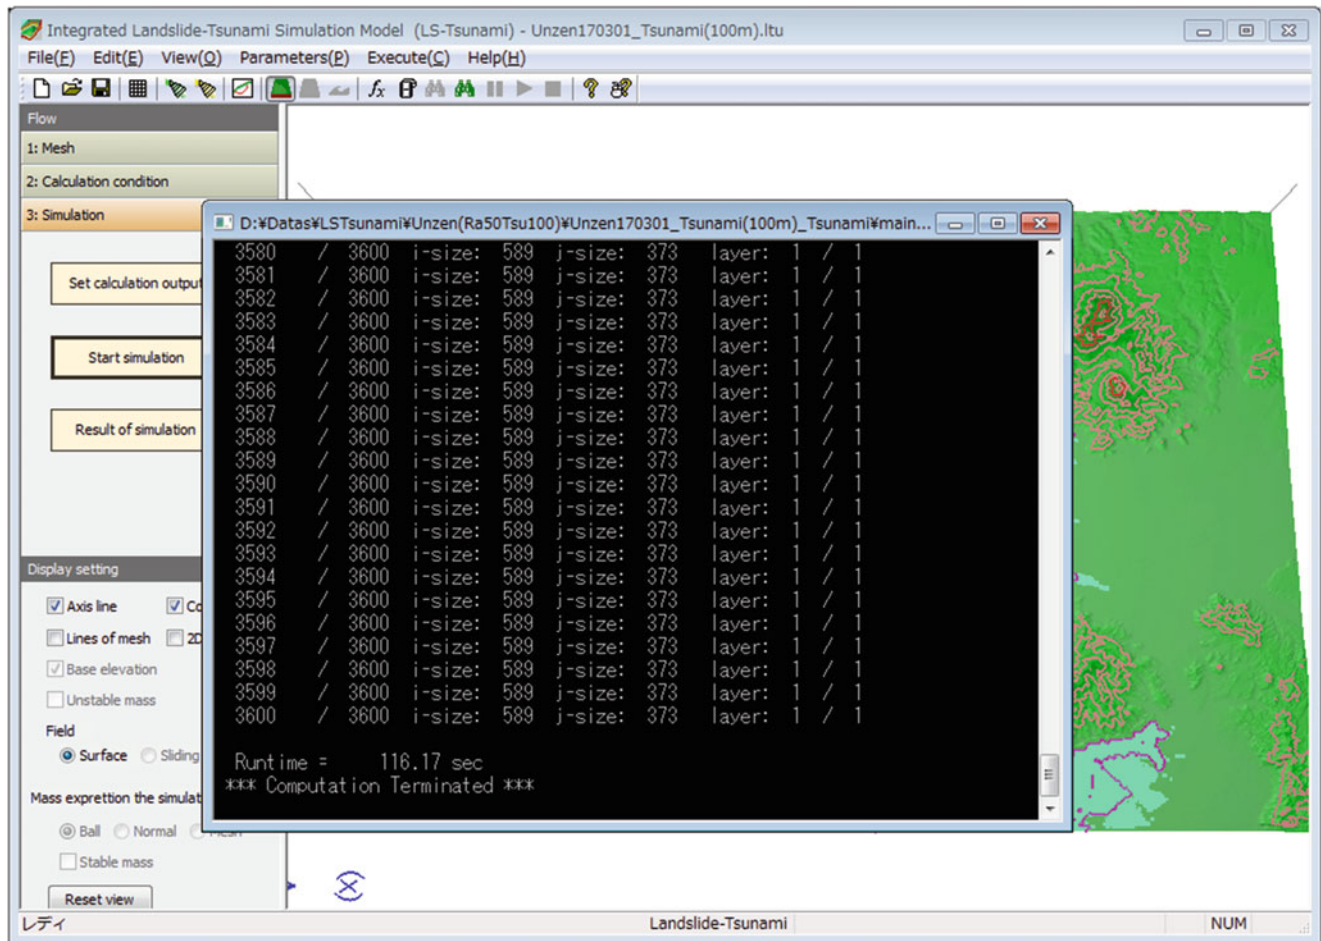 Integrated Landslide-Tsunami Simulation Model (LS-Tsunami) - Unzen170301_Tsunami(100m).ltu
File(F) Edit(E) View(O) Parameters(P) Execute(C) Help(H)
Flow
1: Mesh
2: Calculation condition
3: Simulation
D:¥Datas¥LSTsunami¥Unzen(Ra50Tsu100)¥Unzen170301_Tsunami(100m)_Tsunami¥main...
Set calculation output
Start simulation
Result of simulation
3580 / 3600 i-size: 589 j-size: 373 layer: 1 / 1
3581 / 3600 i-size: 589 j-size: 373 layer: 1 / 1
3582 / 3600 i-size: 589 j-size: 373 layer: 1 / 1
3583 / 3600 i-size: 589 j-size: 373 layer: 1 / 1
3584 / 3600 i-size: 589 j-size: 373 layer: 1 / 1
3585 / 3600 i-size: 589 j-size: 373 layer: 1 / 1
3586 / 3600 i-size: 589 j-size: 373 layer: 1 / 1
3587 / 3600 i-size: 589 j-size: 373 layer: 1 / 1
3588 / 3600 i-size: 589 j-size: 373 layer: 1 / 1
3589 / 3600 i-size: 589 j-size: 373 layer: 1 / 1
3590 / 3600 i-size: 589 j-size: 373 layer: 1 / 1
3591 / 3600 i-size: 589 j-size: 373 layer: 1 / 1
3592 / 3600 i-size: 589 j-size: 373 layer: 1 / 1
3593 / 3600 i-size: 589 j-size: 373 layer: 1 / 1
3594 / 3600 i-size: 589 j-size: 373 layer: 1 / 1
3595 / 3600 i-size: 589 j-size: 373 layer: 1 / 1
3596 / 3600 i-size: 589 j-size: 373 layer: 1 / 1
3597 / 3600 i-size: 589 j-size: 373 layer: 1 / 1
3598 / 3600 i-size: 589 j-size: 373 layer: 1 / 1
3599 / 3600 i-size: 589 j-size: 373 layer: 1 / 1
3600 / 3600 i-size: 589 j-size: 373 layer: 1 / 1
Runtime = 116.17 sec
*** Computation Terminated ***
Display setting
Axis line Co
Lines of mesh 2D
Base elevation
Unstable mass
Field
Surface Sliding
Mass exprettion the simulat
Ball Normal
Stable mass
Reset view
レディ Landslide-Tsunami NUM